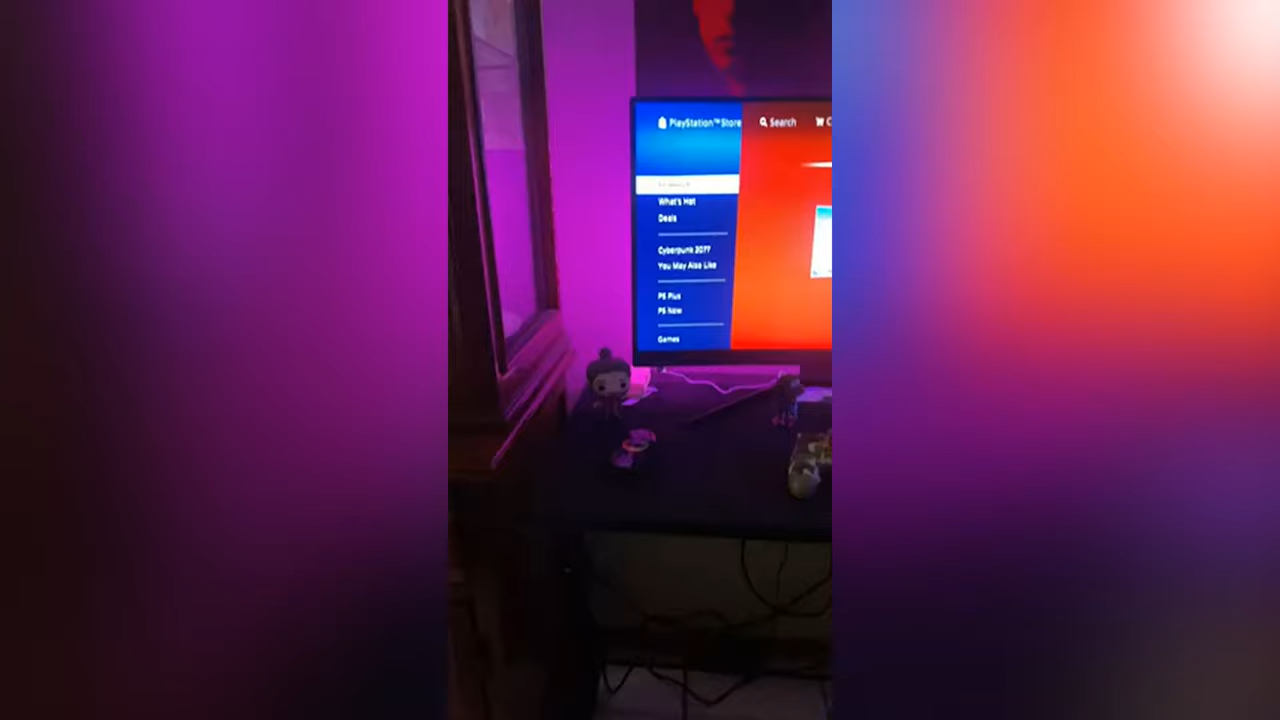 PlayStation™Store
Search
What's Hot
Deals
Cyberpunk 2077
You May Also Like
PS Plus
PS Now
Games